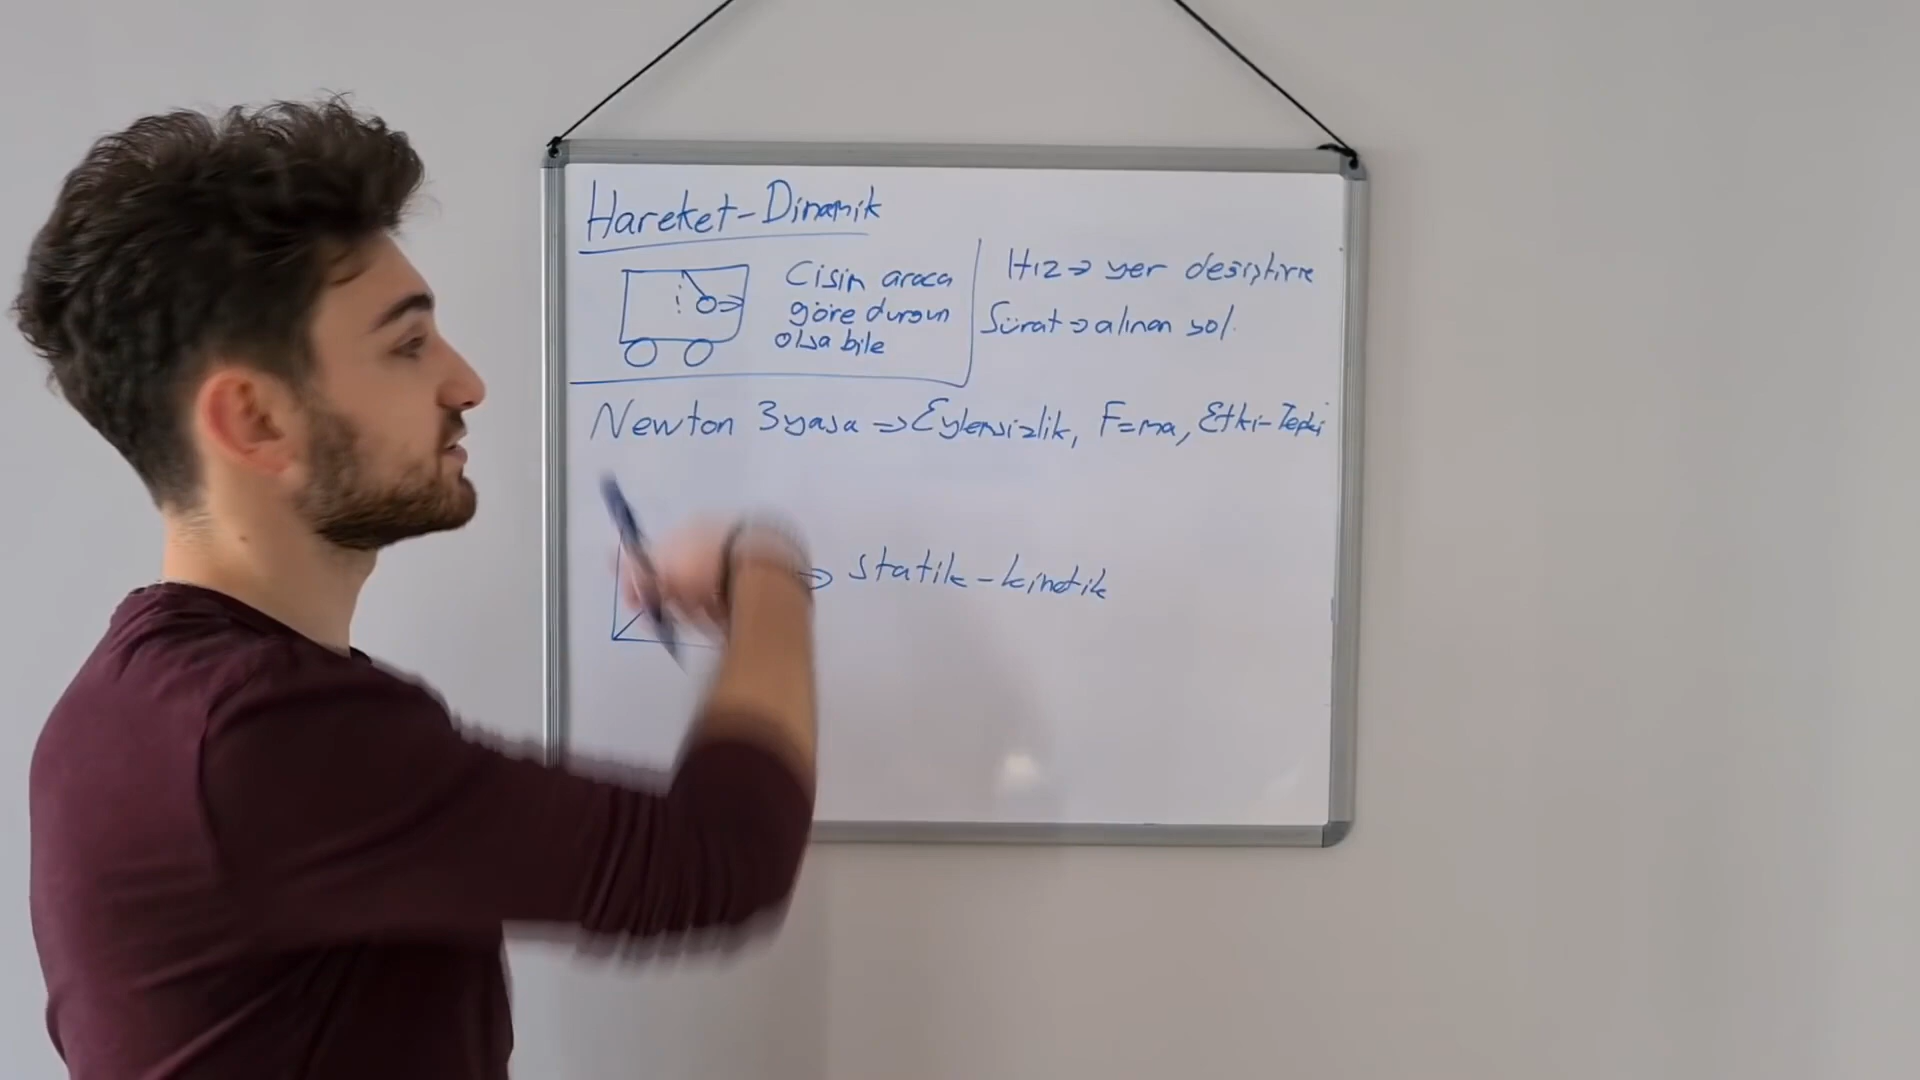 Hareket-Dinamik
Cisim araca
göre durgun
olsa bile
Hız → yer değiştirme
Sürat → alınan yol.
Newton 3 yasa → Eylemsizlik, F=ma, Etki-Tepki
→ statik-kinetik